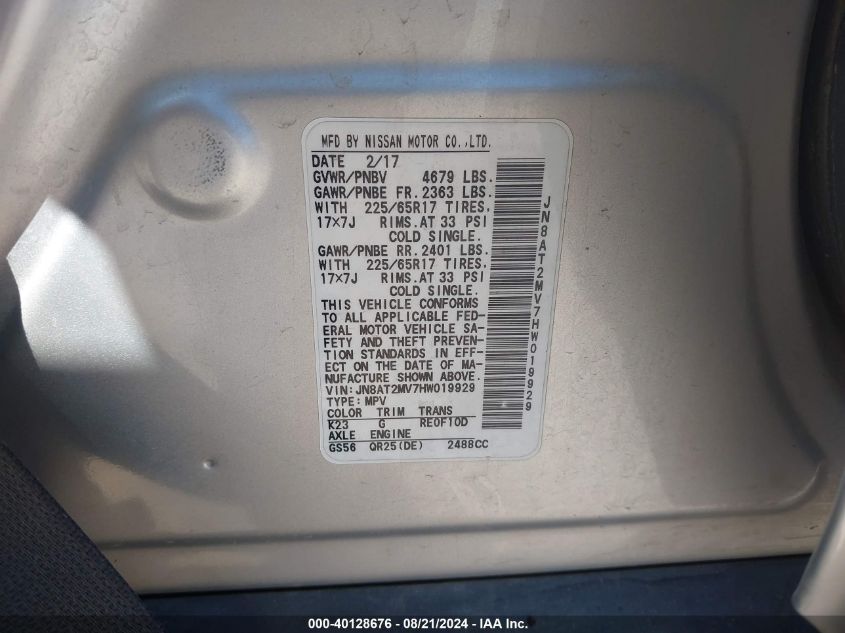 MFD BY NISSAN MOTOR CO.,LTD.
DATE 2/17
GVWR/PNBV 4679 LBS.
GAWR/PNBE FR. 2363 LBS.
WITH 225/65R17 TIRES,
17×7J RIMS.AT 33 PSI
COLD SINGLE.
GAWR/PNBE RR. 2401 LBS.
WITH 225/65R17 TIRES,
17×7J RIMS.AT 33 PSI
COLD SINGLE.
THIS VEHICLE CONFORMS
TO ALL APPLICABLE FED-
ERAL MOTOR VEHICLE SA-
FETY AND THEFT PREVEN-
TION STANDARDS IN EFF-
ECT ON THE DATE OF MA-
NUFACTURE SHOWN ABOVE.
VIN:JN8AT2MV7HW019929
TYPE: MPV
COLOR TRIM TRANS
K23 G RE0F10D
AXLE ENGINE
GS56 QR25(DE) 2488CC
JN8AT2MV7HW019929
000-40128676 - 08/21/2024 - IAA Inc.